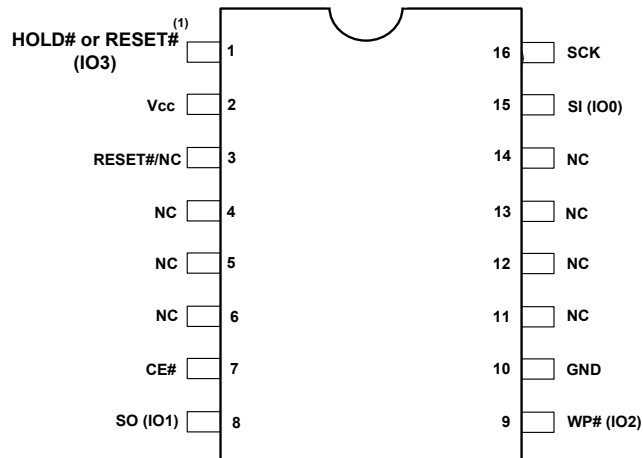 HOLD# or RESET# (1)
(IO3)
1
16
SCK
Vcc
2
15
SI (IO0)
RESET#/NC
3
14
NC
NC
4
13
NC
NC
5
12
NC
NC
6
11
NC
CE#
7
10
GND
SO (IO1)
8
9
WP# (IO2)